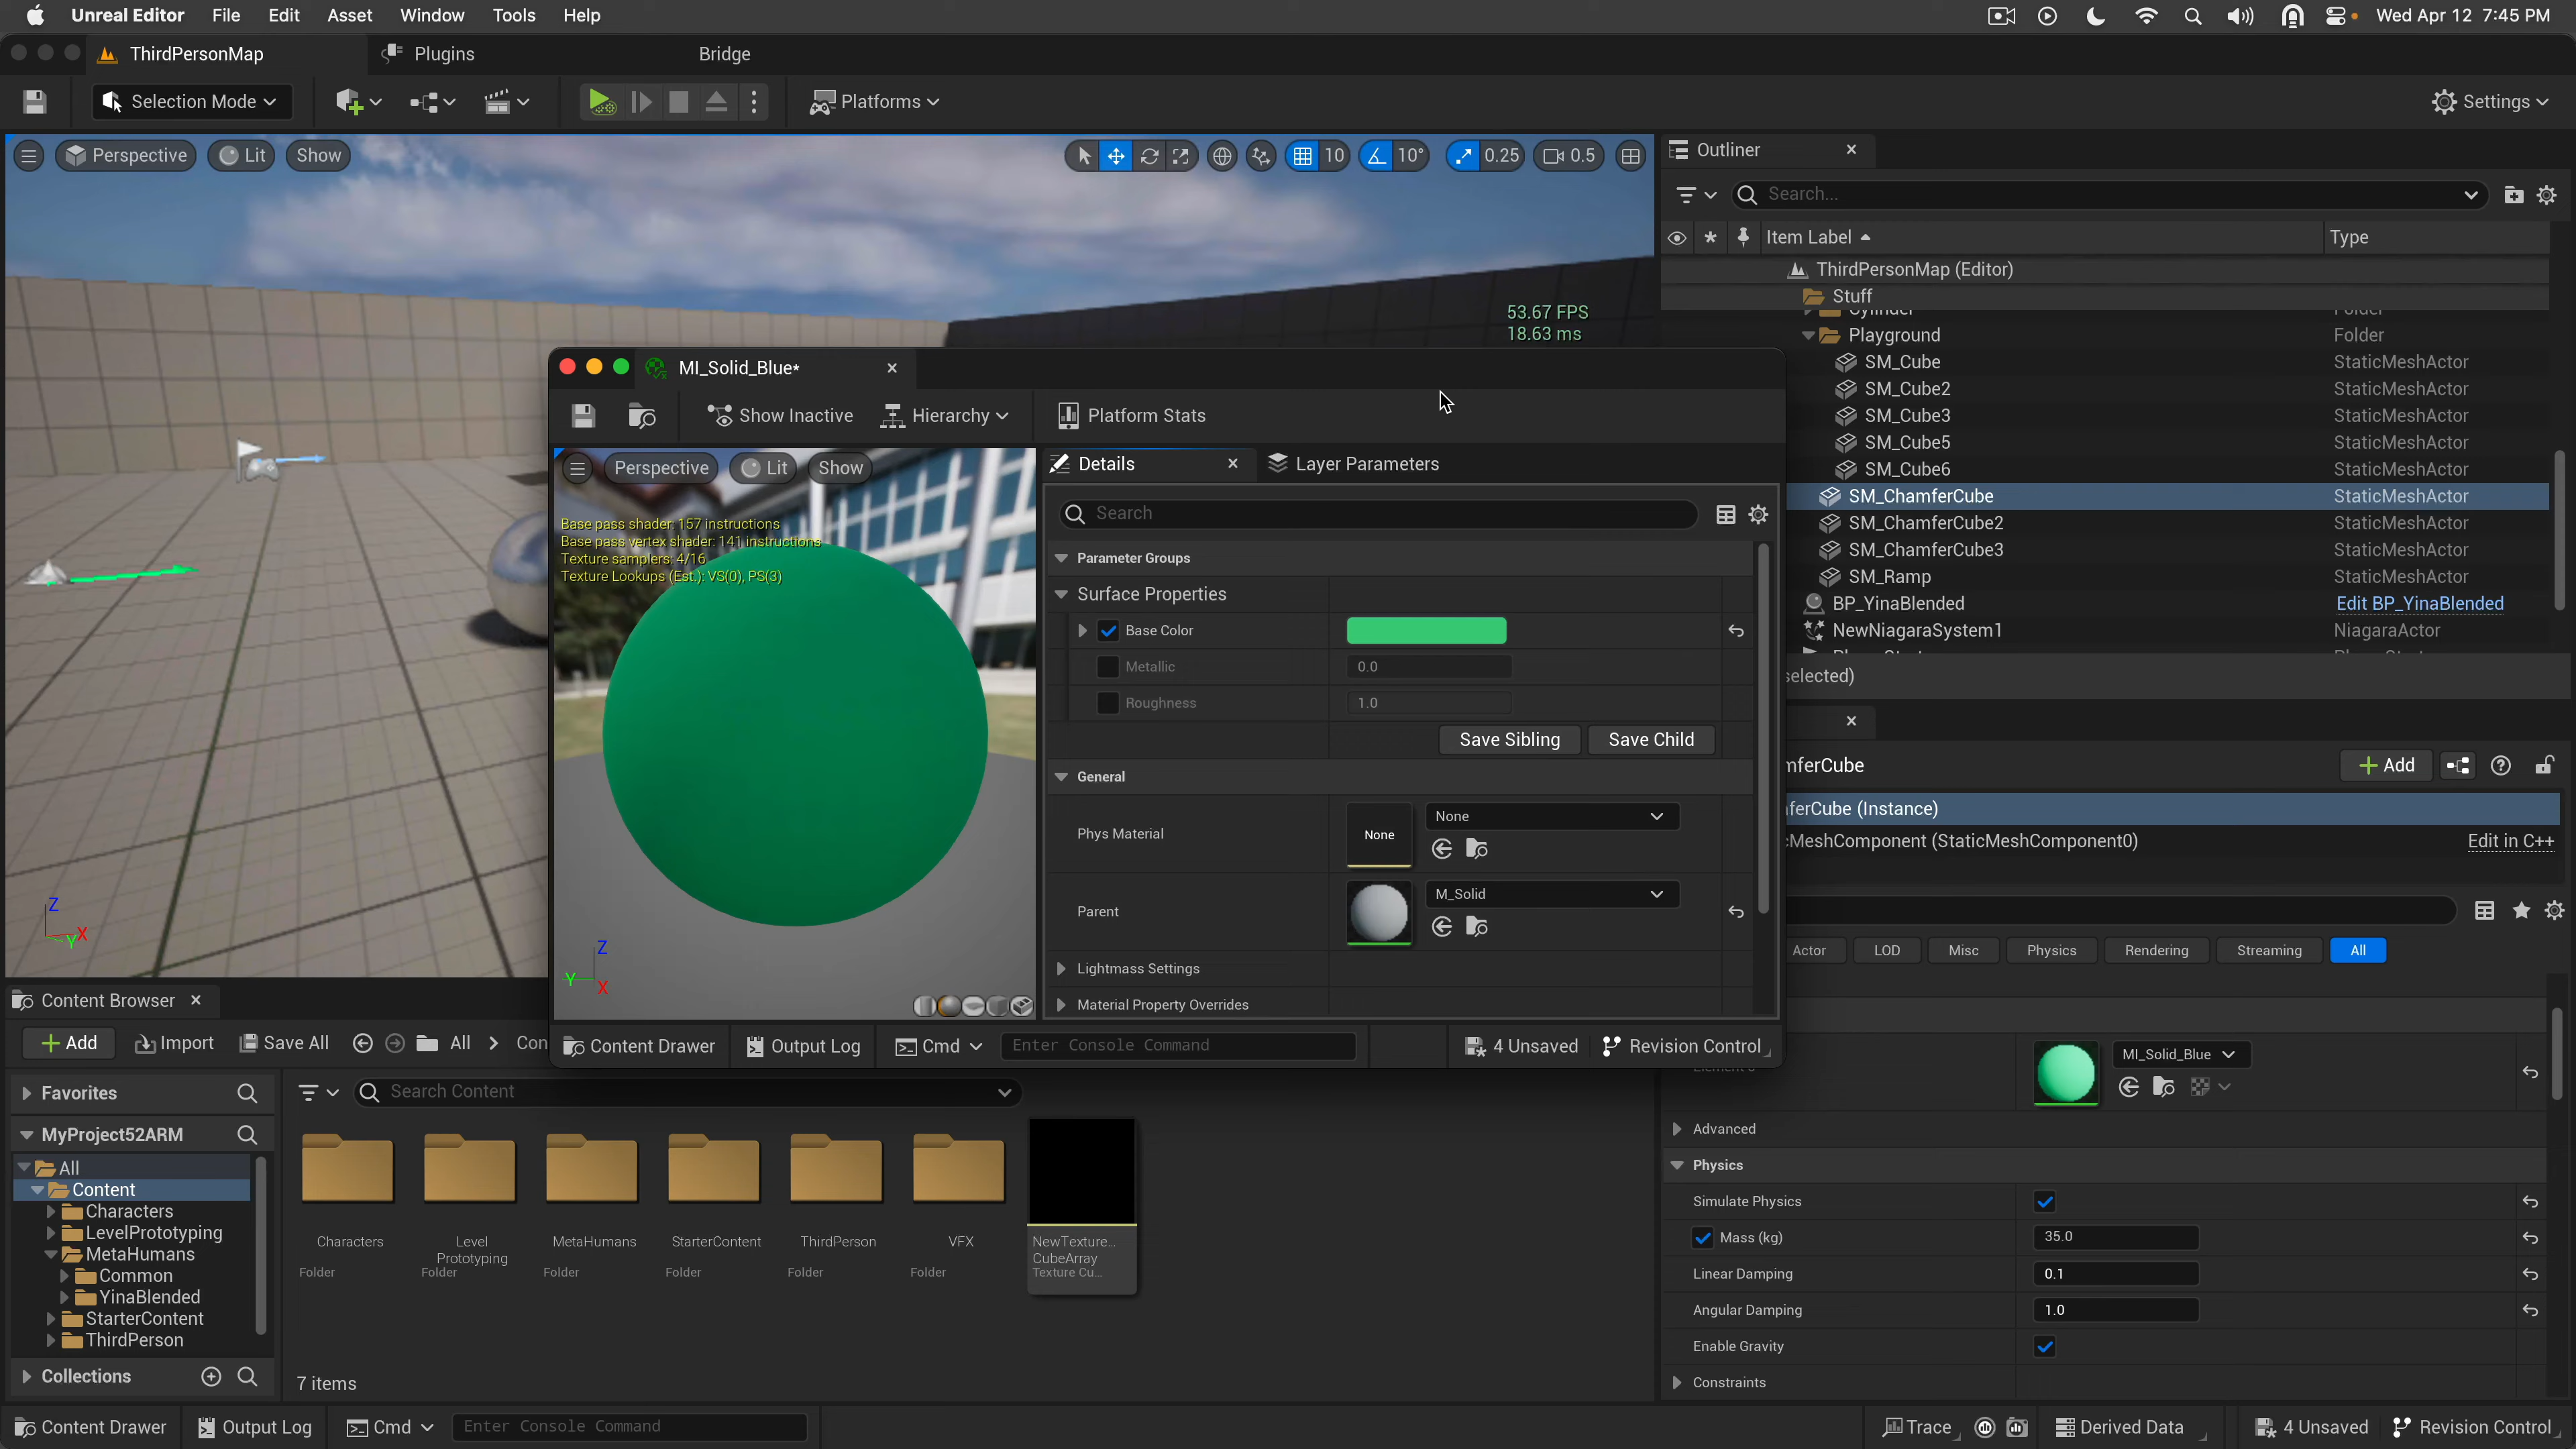 Unreal Editor File Edit Asset Window Tools Help Wed Apr 12 7:45 PM
ThirdPersonMap Plugins Bridge
Selection Mode Platforms Settings
Perspective Lit Show 10 10° 0.25 0.5
53.67 FPS
18.63 ms
Outliner
Search...
Item Label Type
ThirdPersonMap (Editor)
Stuff
Playground Folder
SM_Cube StaticMeshActor
SM_Cube2 StaticMeshActor
SM_Cube3 StaticMeshActor
SM_Cube5 StaticMeshActor
SM_Cube6 StaticMeshActor
SM_ChamferCube StaticMeshActor
SM_ChamferCube2 StaticMeshActor
SM_ChamferCube3 StaticMeshActor
SM_Ramp StaticMeshActor
BP_YinaBlended Edit BP_YinaBlended
NewNiagaraSystem1 NiagaraActor
selected)
MI_Solid_Blue*
Show Inactive Hierarchy Platform Stats
Perspective Lit Show
Base pass shader: 157 instructions
Base pass vertex shader: 141 instructions
Texture samplers: 4/16
Texture Lookups (Est.): VS(0), PS(3)
Z
Y
X
Details Layer Parameters
Search
Parameter Groups
Surface Properties
Base Color
Metallic 0.0
Roughness 1.0
Save Sibling Save Child
General
Phys Material None None
Parent M_Solid
Lightmass Settings
Material Property Overrides
Content Drawer Output Log Cmd Enter Console Command 4 Unsaved Revision Control
Z
X
Y
mferCube Add
ferCube (Instance)
cMeshComponent (StaticMeshComponent0) Edit in C++
Actor LOD Misc Physics Rendering Streaming All
MI_Solid_Blue
Advanced
Physics
Simulate Physics
Mass (kg) 35.0
Linear Damping 0.1
Angular Damping 1.0
Enable Gravity
Constraints
Content Browser
Add Import Save All All Con
Favorites
MyProject52ARM
All
Content
Characters
LevelPrototyping
MetaHumans
Common
YinaBlended
StarterContent
ThirdPerson
Collections
Search Content
Characters
Folder
Level
Prototyping
Folder
MetaHumans
Folder
StarterContent
Folder
ThirdPerson
Folder
VFX
Folder
NewTexture...
CubeArray
Texture Cu...
7 items
Content Drawer Output Log Cmd Enter Console Command Trace Derived Data 4 Unsaved Revision Control